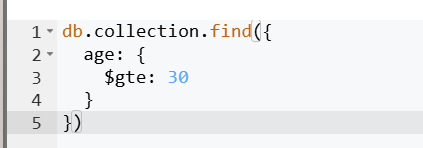 1 db.collection.find({
2   age: {
3     $gte: 30
4   }
5 })